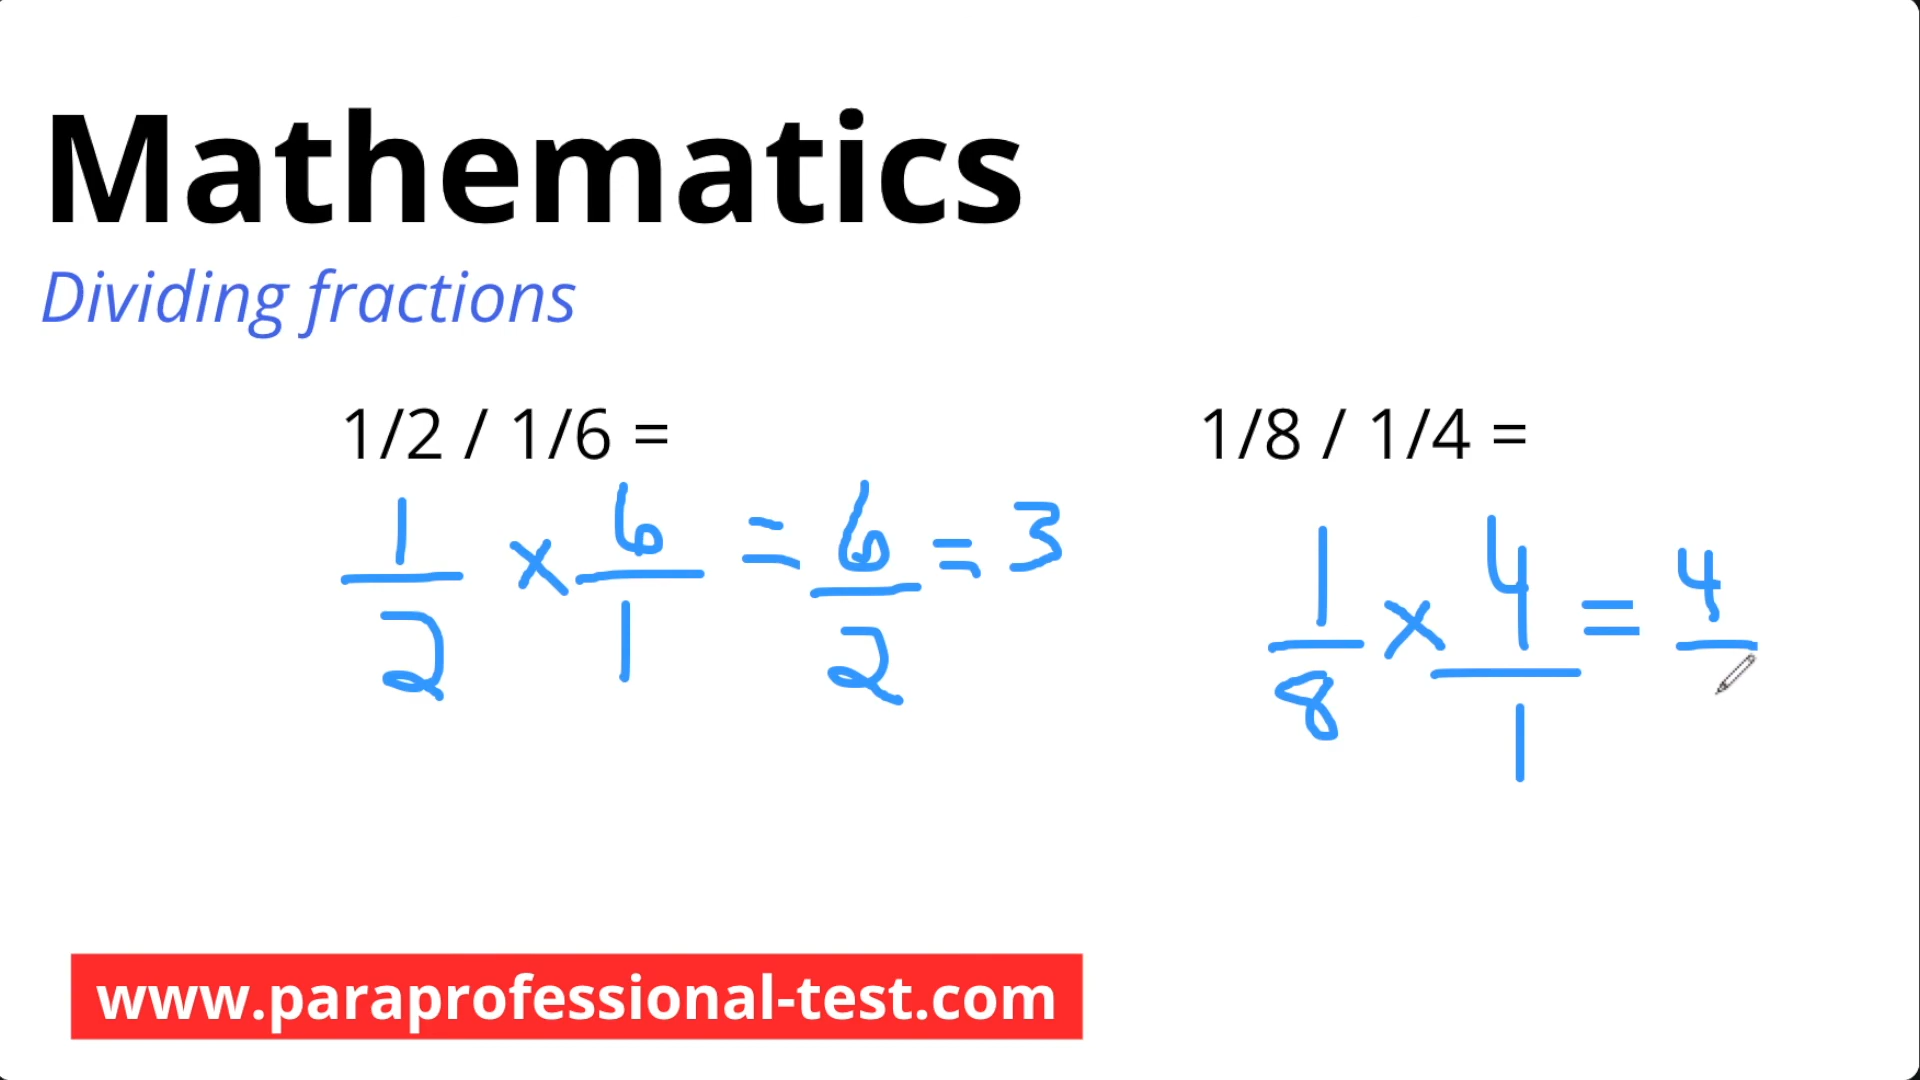 Mathematics
Dividing fractions
1/2 / 1/6 =
1/2 × 6/1 = 6/2 = 3
1/8 / 1/4 =
1/8 × 4/1 = 4/
www.paraprofessional-test.com